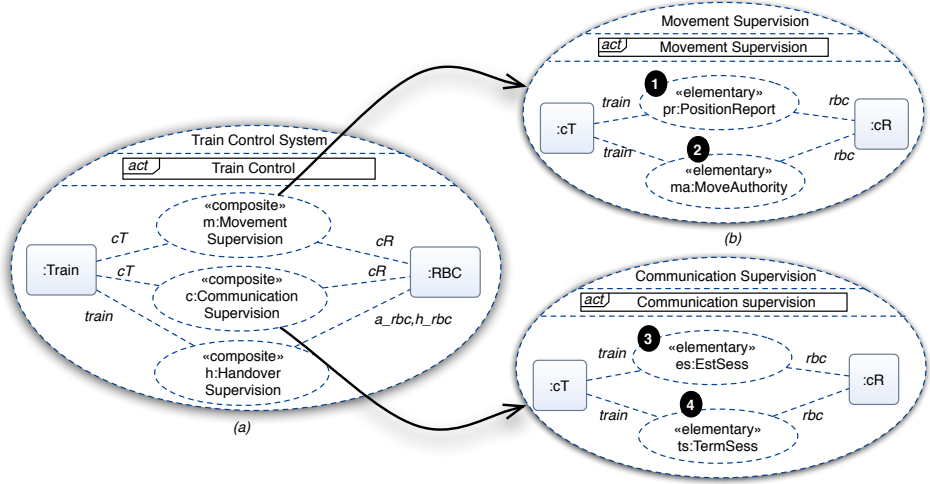 Train Control System
act
Train Control
«composite»
m:Movement
Supervision
cT
cR
:Train
cT
«composite»
c:Communication
Supervision
cR
:RBC
train
a_rbc,h_rbc
«composite»
h:Handover
Supervision
(a)
Movement Supervision
act
Movement Supervision
1
«elementary»
pr:PositionReport
train
rbc
:cT
:cR
train
rbc
2
«elementary»
ma:MoveAuthority
(b)
Communication Supervision
act
Communication supervision
3
«elementary»
es:EstSess
train
rbc
:cT
:cR
train
rbc
4
«elementary»
ts:TermSess